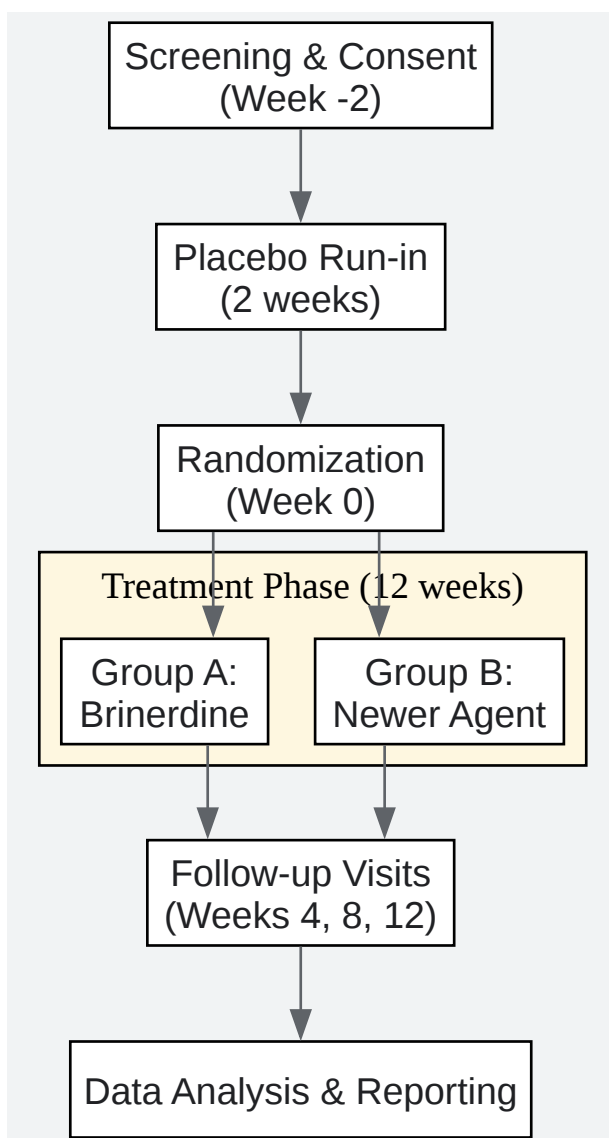 Screening & Consent
(Week -2)
Placebo Run-in
(2 weeks)
Randomization
(Week 0)
Treatment Phase (12 weeks)
Group A:
Brinerdine
Group B:
Newer Agent
Follow-up Visits
(Weeks 4, 8, 12)
Data Analysis & Reporting